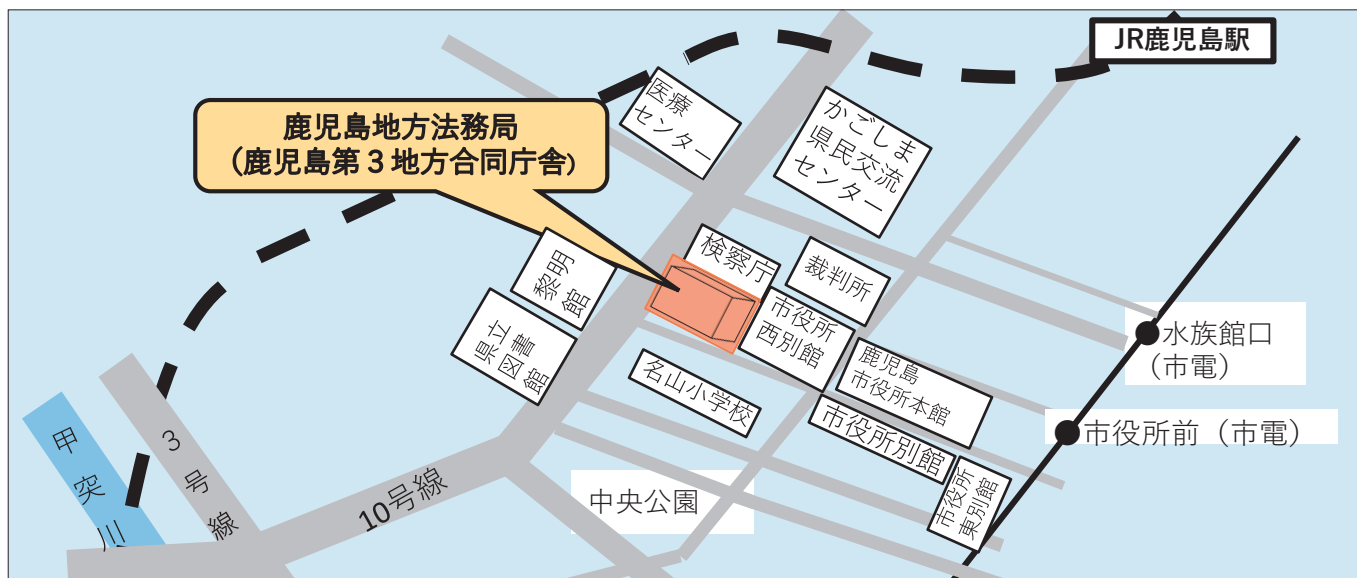 JR鹿児島駅
医療
センター
かごしま
県民交流
センター
鹿児島地方法務局
（鹿児島第３地方合同庁舎）
検察庁
裁判所
黎明
館
市役所
西別館
県立
図書
館
名山小学校
鹿児島
市役所本館
水族館口
（市電）
市役所前（市電）
市役所別館
市役所
東別館
甲突川
３号線
10号線
中央公園